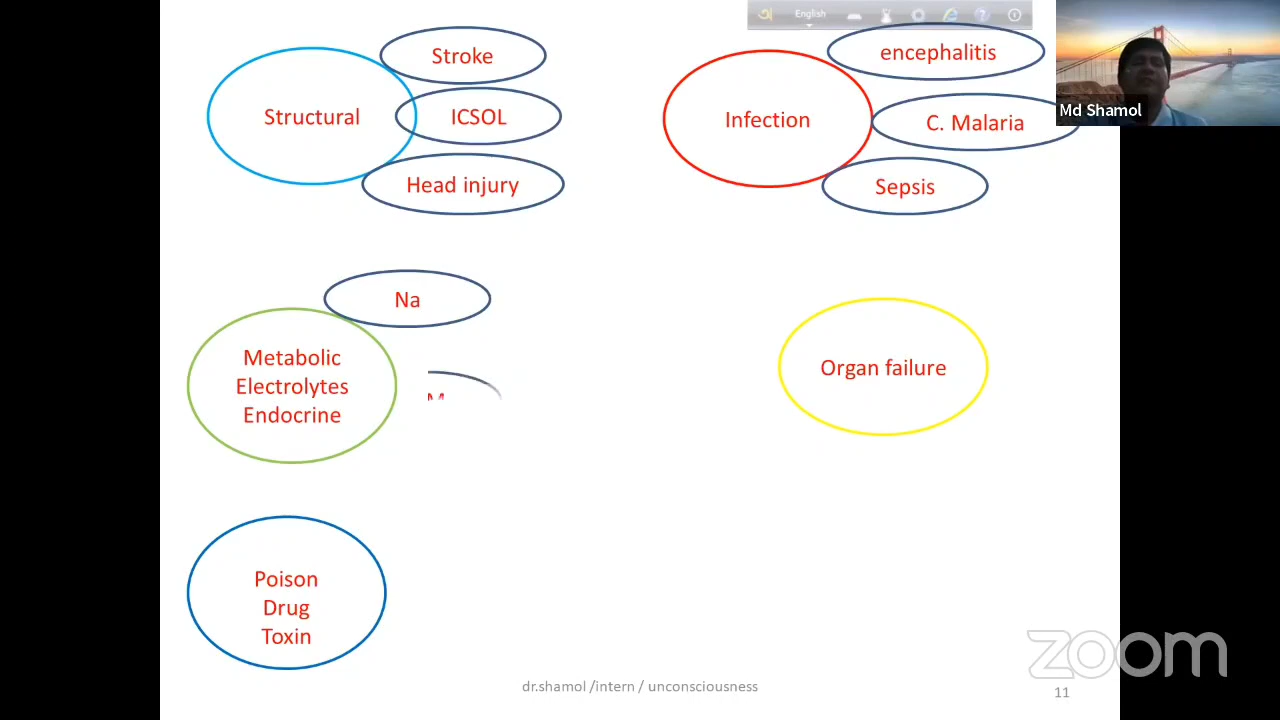 English
Stroke
Structural
ICSOL
Head injury
encephalitis
Infection
C. Malaria
Sepsis
Md Shamol
Na
Metabolic
Electrolytes
Endocrine
Organ failure
Poison
Drug
Toxin
zoom
dr.shamol /intern / unconsciousness
11